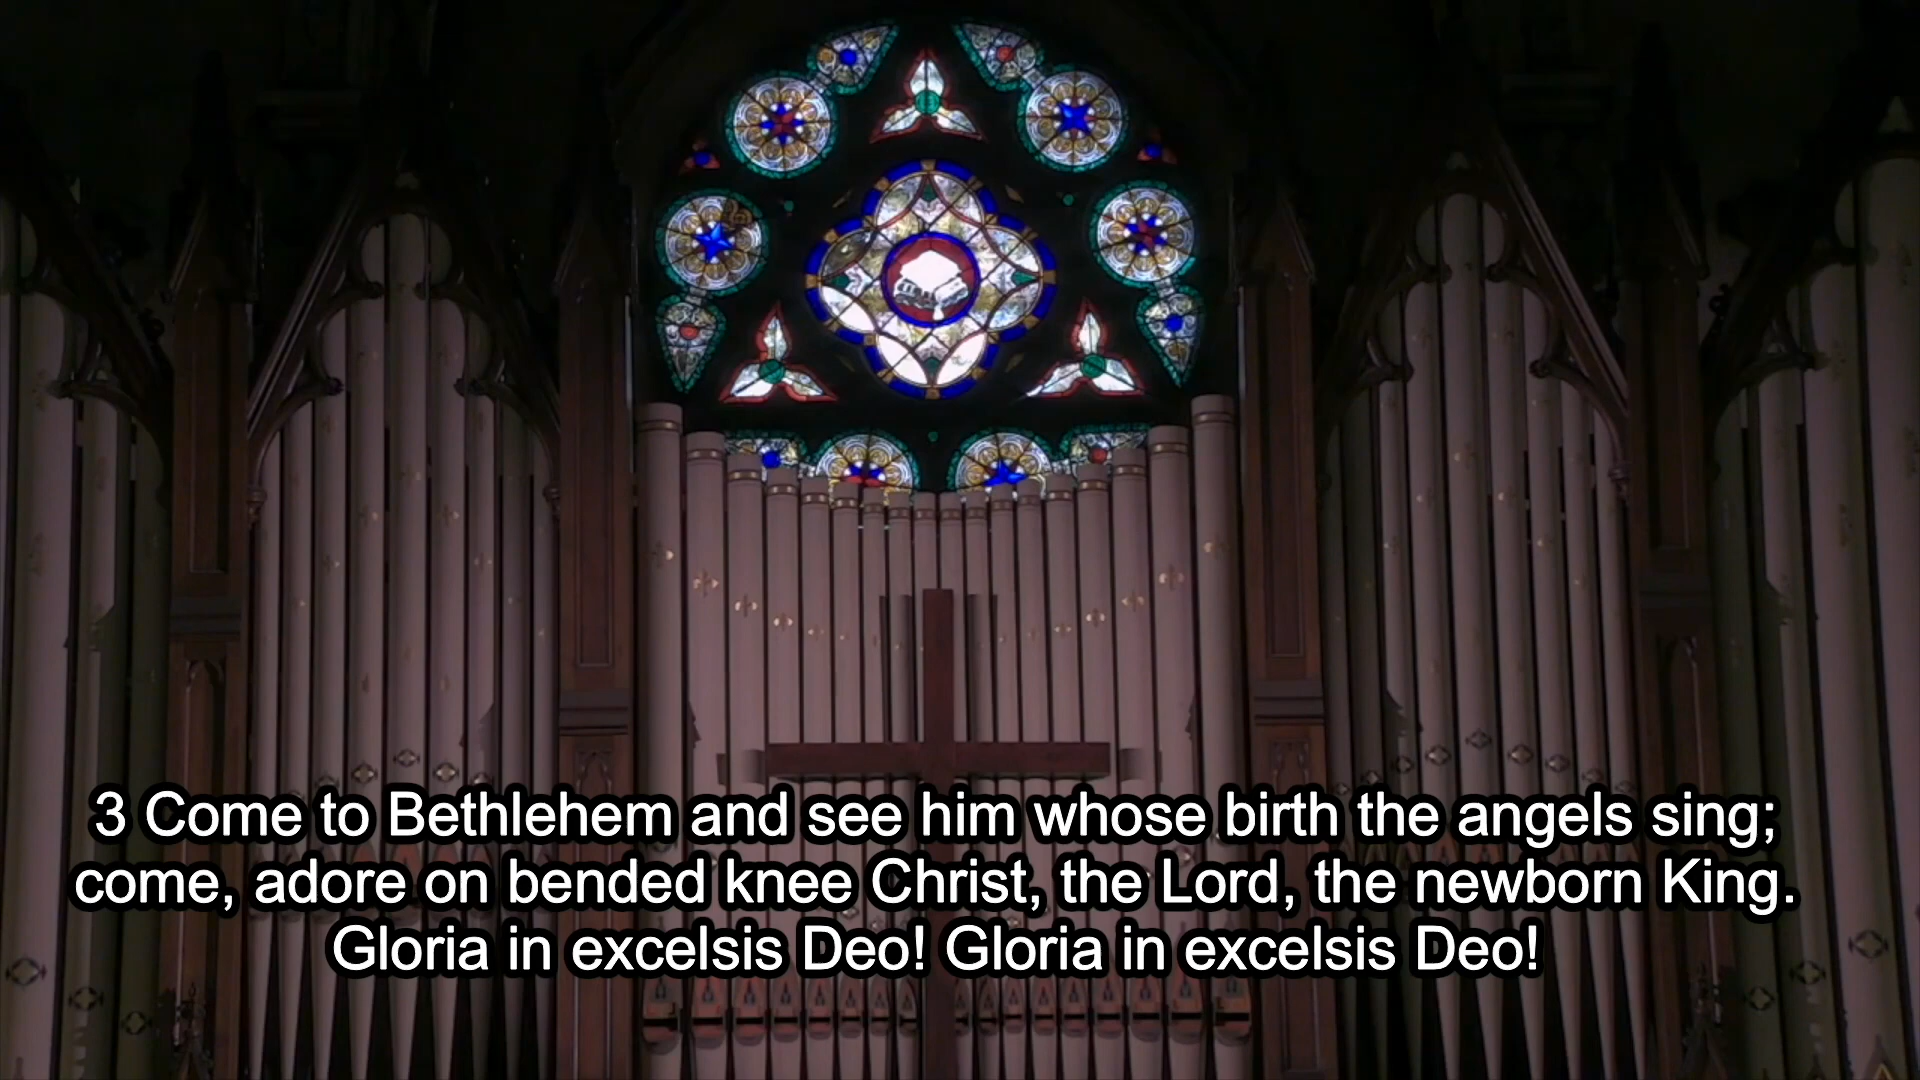 3 Come to Bethlehem and see him whose birth the angels sing;
come, adore on bended knee Christ, the Lord, the newborn King.
Gloria in excelsis Deo! Gloria in excelsis Deo!